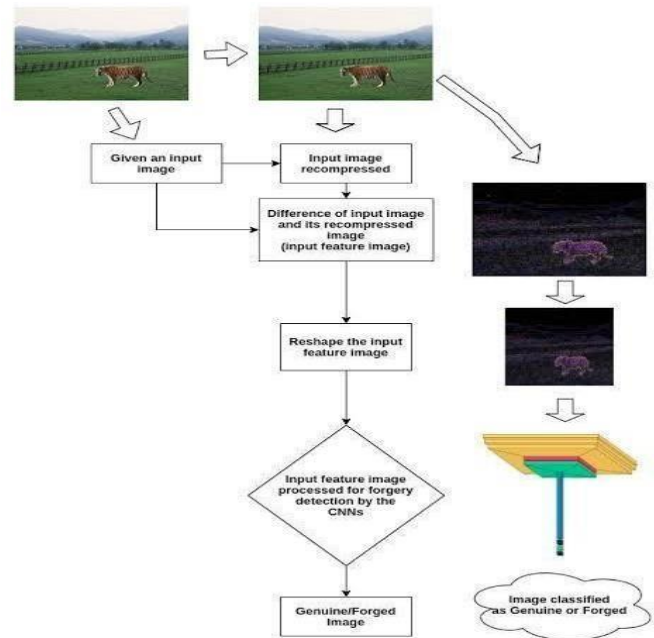 Given an input
image
Input image
recompressed
Difference of input image
and its recompressed
image
(input feature image)
Reshape the input
feature image
Input feature image
processed for forgery
detection by the
CNNs
Genuine/Forged
Image
Image classified
as Genuine or Forged